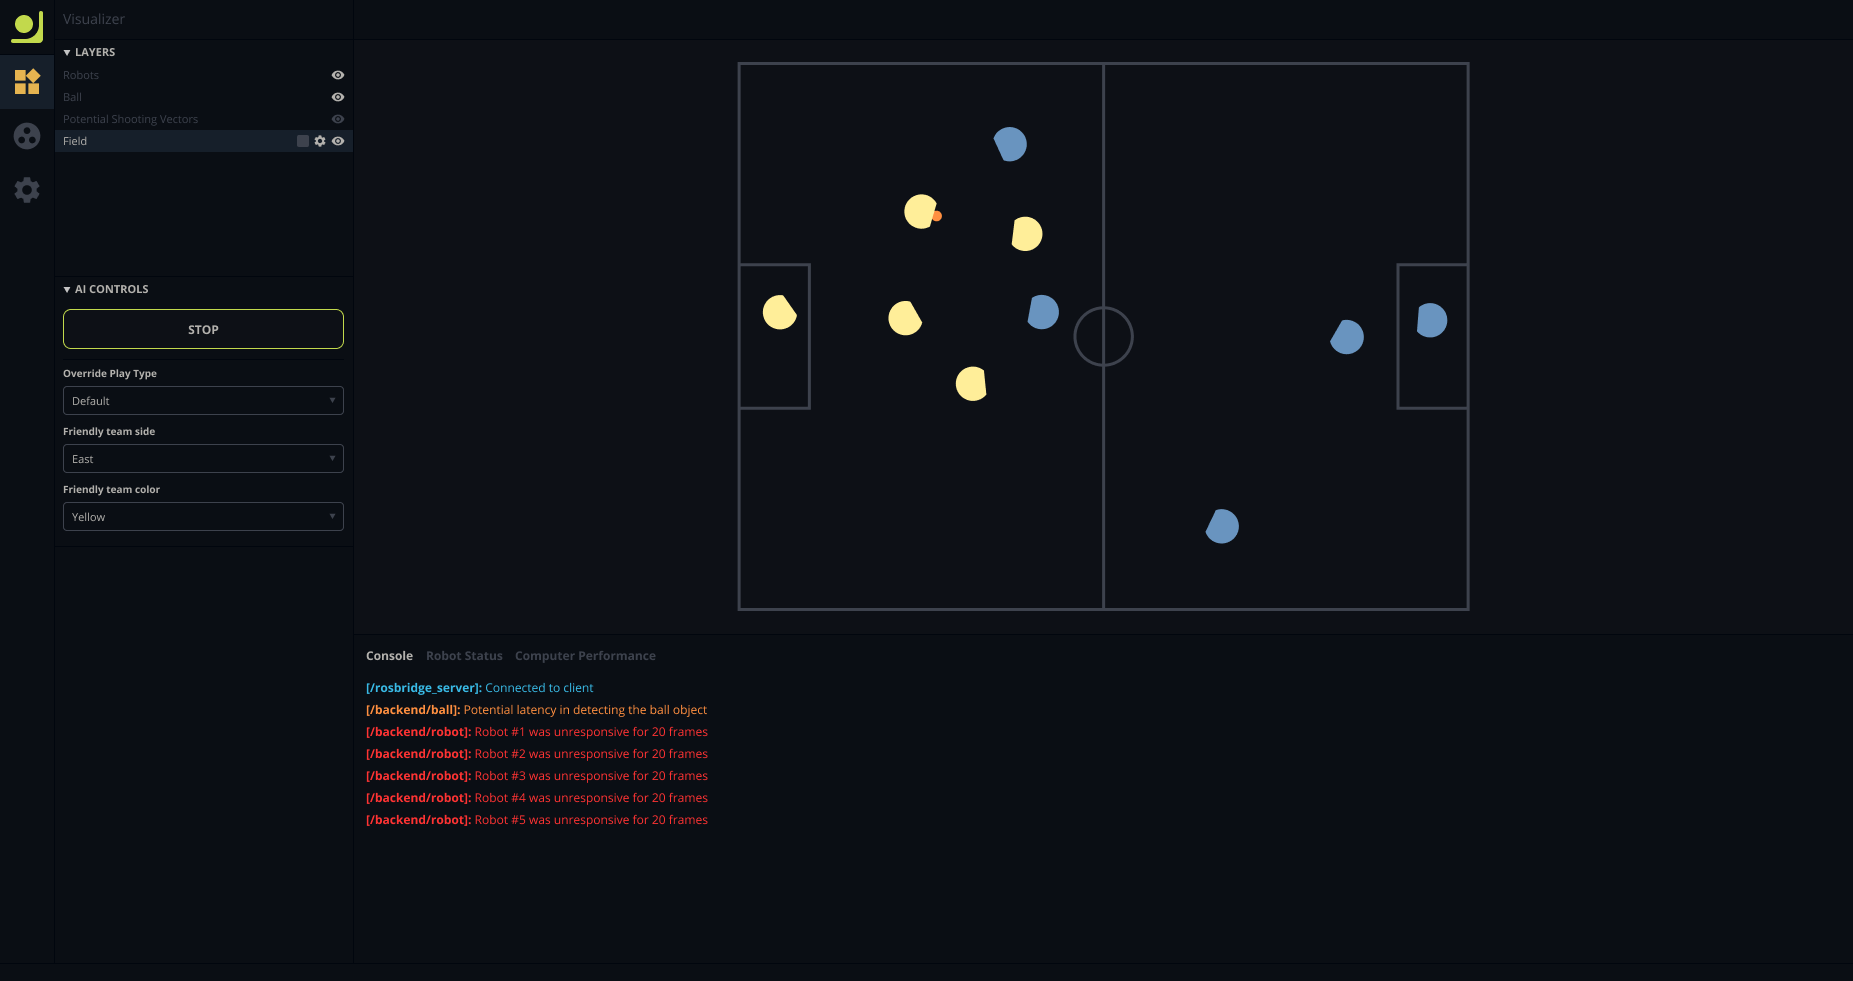 Visualizer
LAYERS
Robots
Ball
Potential Shooting Vectors
Field
AI CONTROLS
STOP
Override Play Type
Default
Friendly team side
East
Friendly team color
Yellow
Console Robot Status Computer Performance
[/rosbridge_server]: Connected to client
[/backend/ball]: Potential latency in detecting the ball object
[/backend/robot]: Robot #1 was unresponsive for 20 frames
[/backend/robot]: Robot #2 was unresponsive for 20 frames
[/backend/robot]: Robot #3 was unresponsive for 20 frames
[/backend/robot]: Robot #4 was unresponsive for 20 frames
[/backend/robot]: Robot #5 was unresponsive for 20 frames